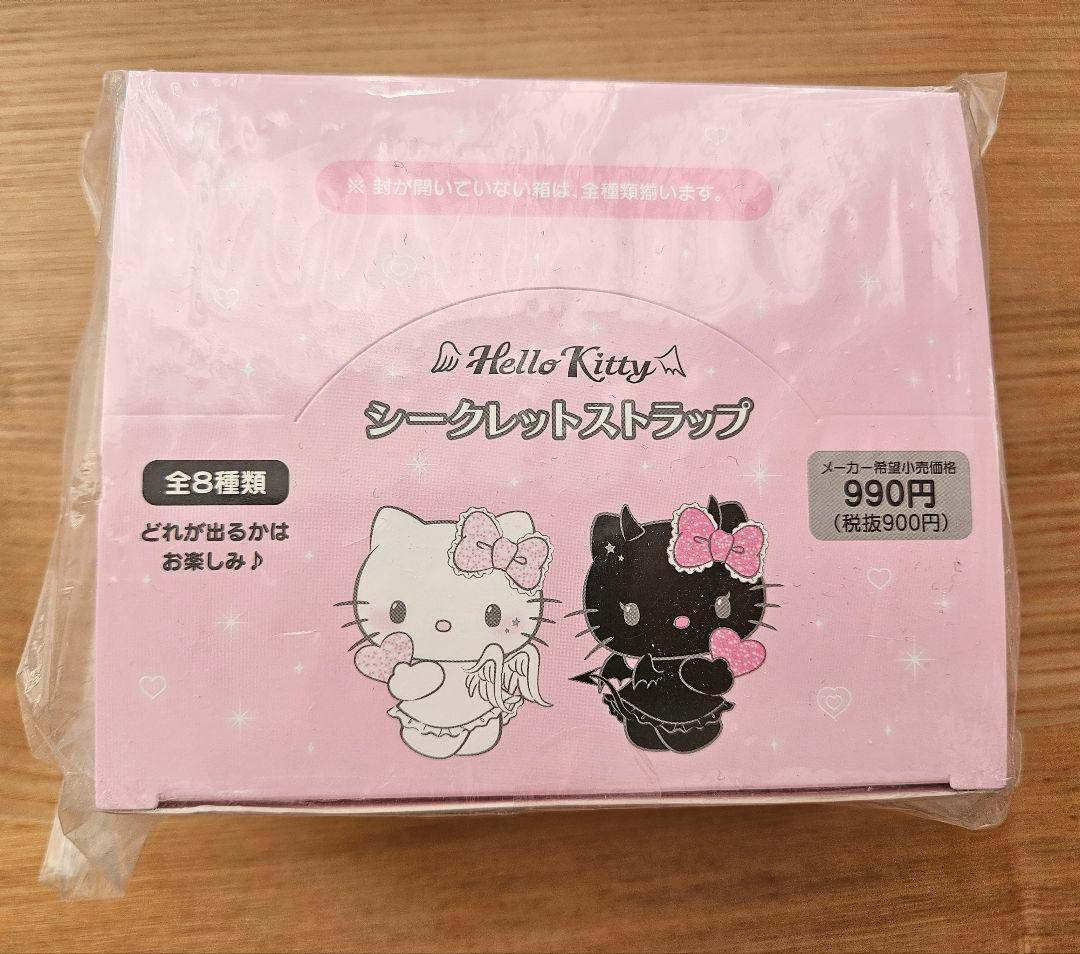 ※ 封が開いていない箱は、全種類揃います。
Hello Kitty
シークレットストラップ
全8種類
どれが出るかは
お楽しみ♪
メーカー希望小売価格
990円
(税抜900円)